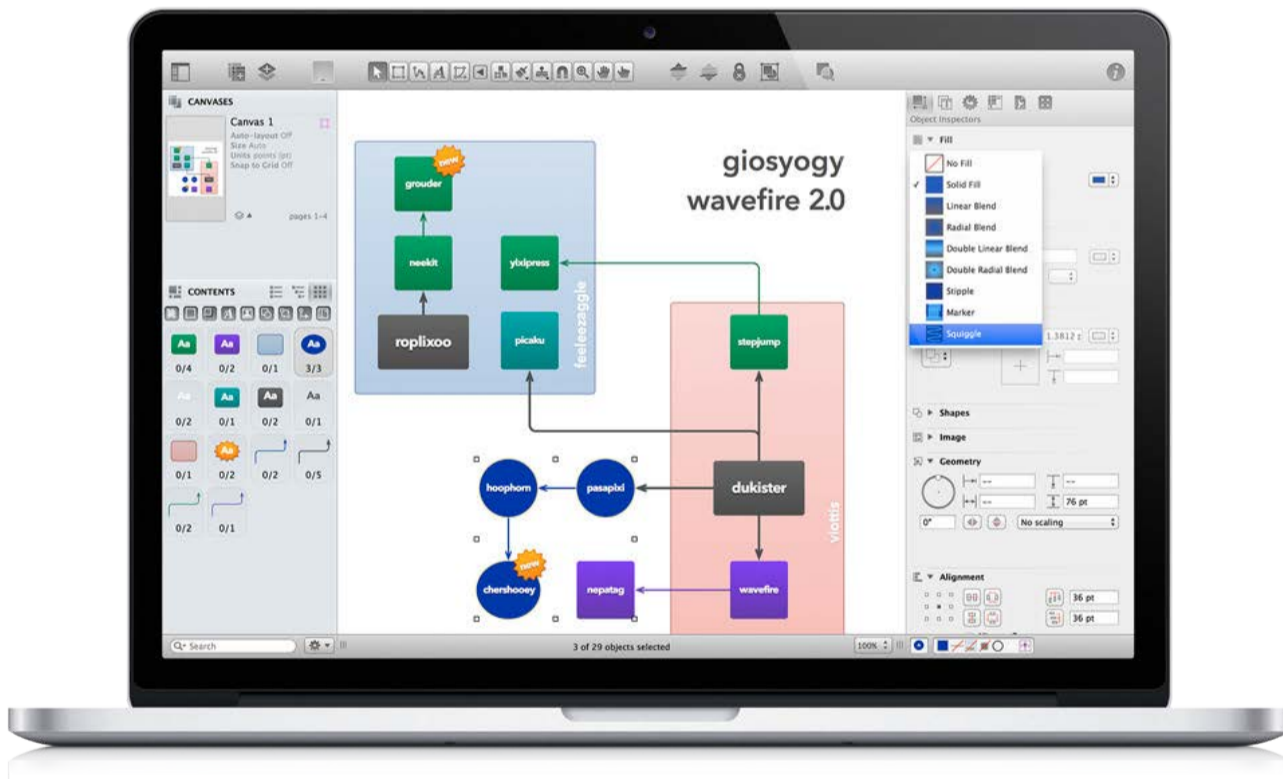 CANVASES
Canvas 1
Auto-layout Off
Size Auto
Units points (pt)
Snap to Grid Off
pages 1-4
CONTENTS
Aa
Aa
Aa
0/4
0/2
0/1
3/3
Aa
Aa
Aa
Aa
0/2
0/1
0/2
0/1
Aa
0/1
0/2
0/2
0/5
0/2
0/1
Search
giosyogy
wavefire 2.0
new
grouder
neekit
yixipress
roplixoo
picaku
feeleezaggle
stepjump
hoophorn
pasapixl
dukister
viottis
new
chershooey
nepatag
wavefire
3 of 29 objects selected
100%
Object Inspectors
Fill
No Fill
Solid Fill
Linear Blend
Radial Blend
Double Linear Blend
Double Radial Blend
Stipple
Marker
Squiggle
Shapes
Image
Geometry
--
--
--
76 pt
0°
No scaling
Alignment
36 pt
36 pt